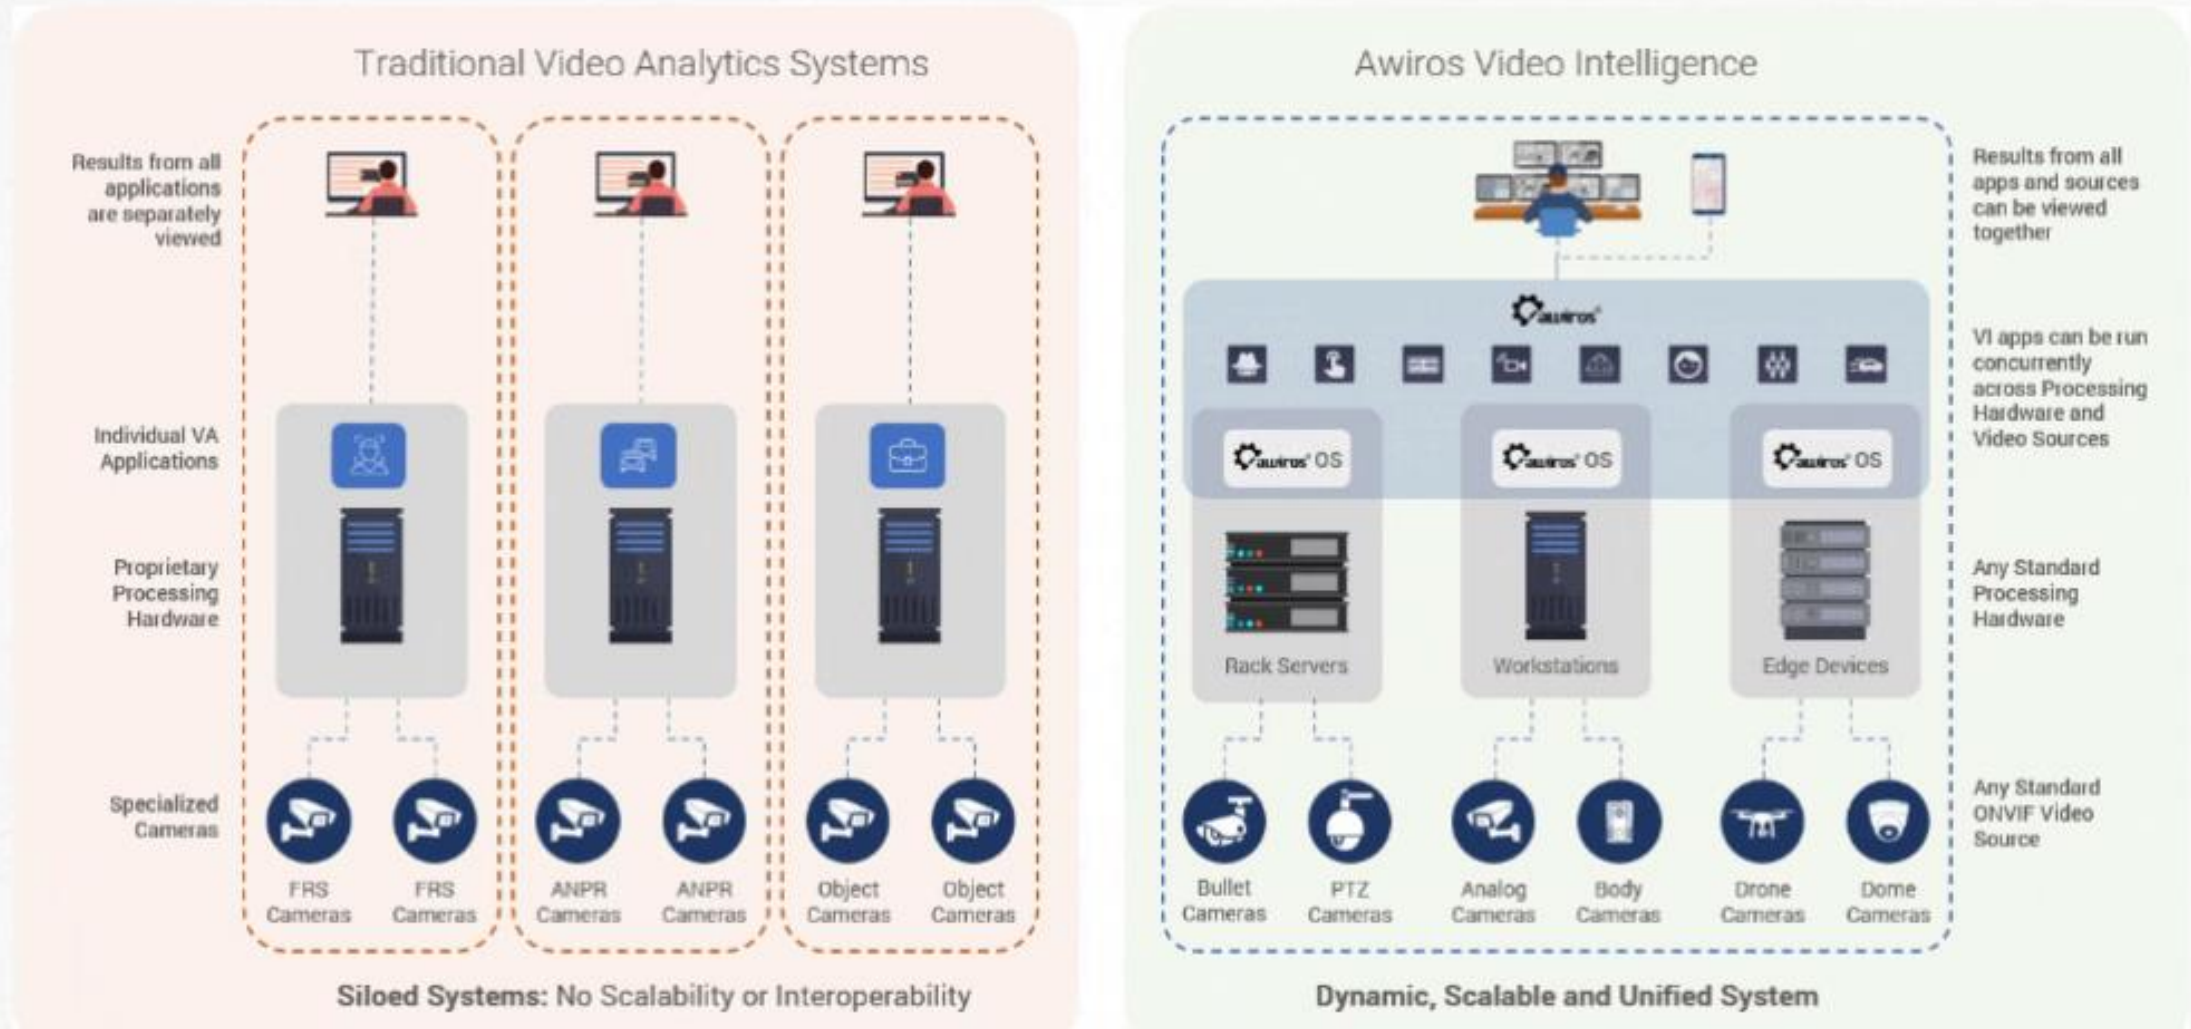 Traditional Video Analytics Systems
Results from all
applications
are separately
viewed
Individual VA
Applications
Proprietary
Processing
Hardware
Specialized
Cameras
FRS
Cameras
FRS
Cameras
ANPR
Cameras
ANPR
Cameras
Object
Cameras
Object
Cameras
Siloed Systems: No Scalability or Interoperability
Awiros Video Intelligence
Results from all
apps and sources
can be viewed
together
awiros
VI apps can be run
concurrently
across Processing
Hardware and
Video Sources
awiros OS
awiros OS
awiros OS
Any Standard
Processing
Hardware
Rack Servers
Workstations
Edge Devices
Any Standard
ONVIF Video
Source
Bullet
Cameras
PTZ
Cameras
Analog
Cameras
Body
Cameras
Drone
Cameras
Dome
Cameras
Dynamic, Scalable and Unified System